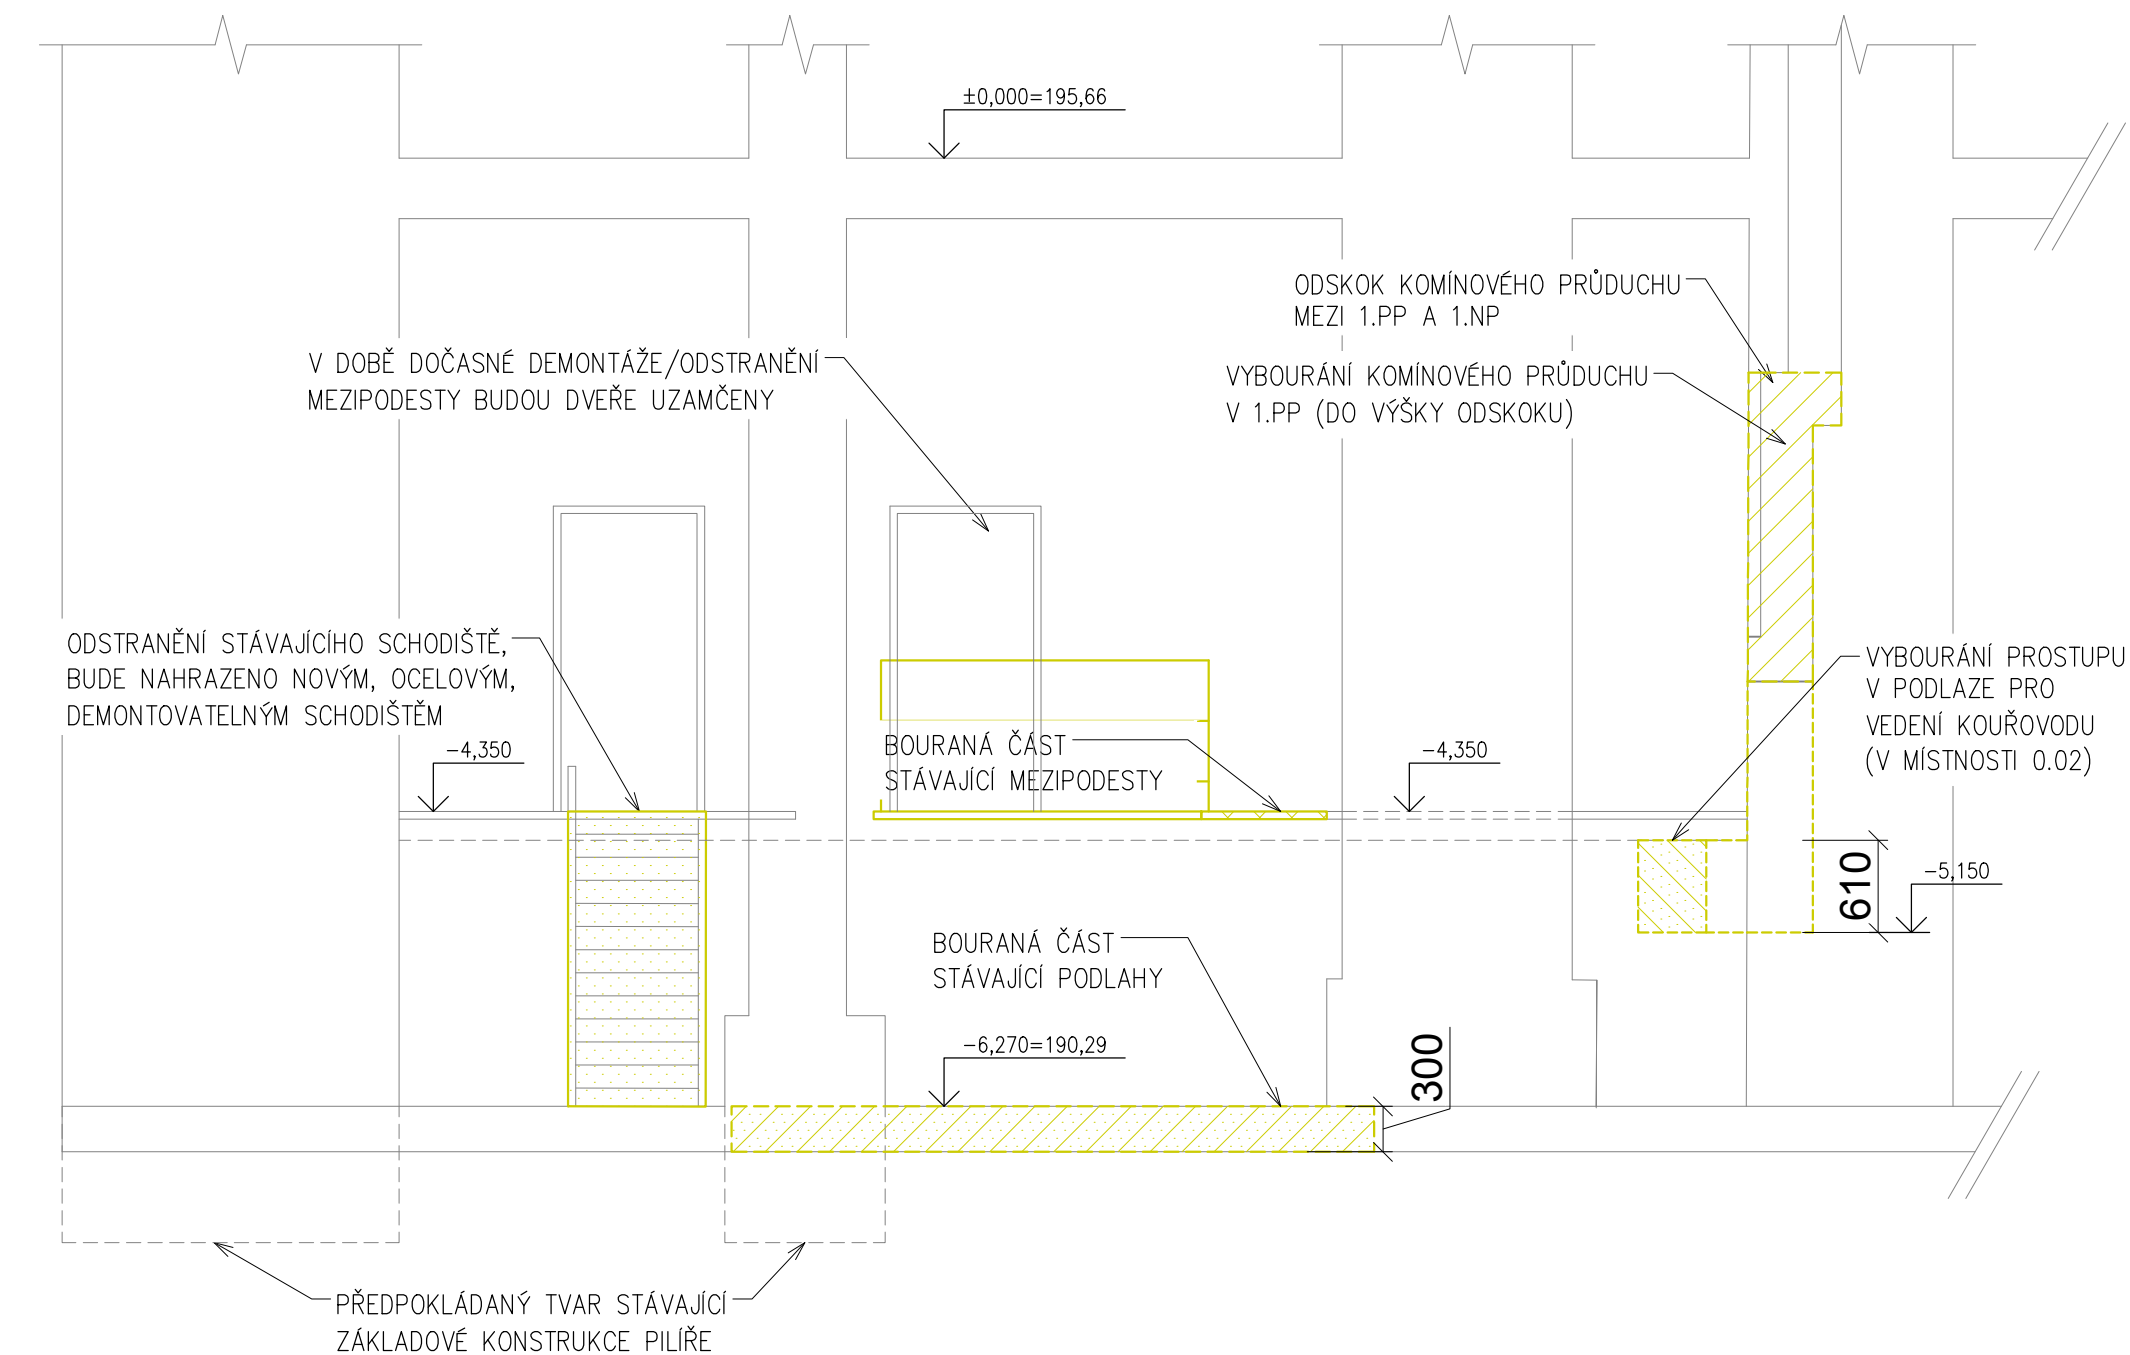 ±0,000=195,66
ODSKOK KOMÍNOVÉHO PRŮDUCHU
MEZI 1.PP A 1.NP
V DOBĚ DOČASNÉ DEMONTÁŽE/ODSTRANĚNÍ
MEZIPODESTY BUDOU DVEŘE UZAMČENY
VYBOURÁNÍ KOMÍNOVÉHO PRŮDUCHU
V 1.PP (DO VÝŠKY ODSKOKU)
ODSTRANĚNÍ STÁVAJÍCÍHO SCHODIŠTĚ,
BUDE NAHRAZENO NOVÝM, OCELOVÝM,
DEMONTOVATELNÝM SCHODIŠTĚM
VYBOURÁNÍ PROSTUPU
V PODLAZE PRO
VEDENÍ KOUŘOVODU
(V MÍSTNOSTI 0.02)
-4,350
BOURANÁ ČÁST
STÁVAJÍCÍ MEZIPODESTY
-4,350
610
-5,150
BOURANÁ ČÁST
STÁVAJÍCÍ PODLAHY
-6,270=190,29
300
PŘEDPOKLÁDANÝ TVAR STÁVAJÍCÍ
ZÁKLADOVÉ KONSTRUKCE PILÍŘE